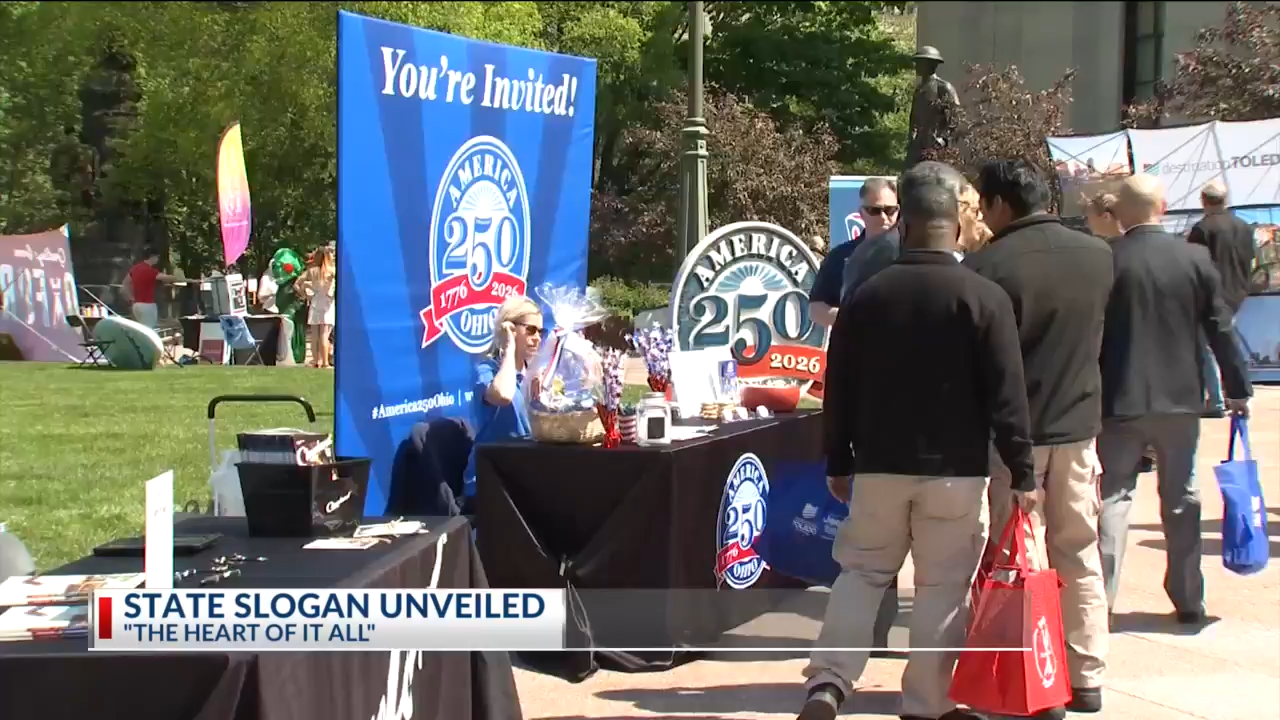 You're Invited!
AMERICA
250
1776 2026
OHIO
#America250Ohio
AMERICA
250
2026
destination TOLED
AMERICA
250
1776
OHIO
TOLEDO
STATE SLOGAN UNVEILED
"THE HEART OF IT ALL"